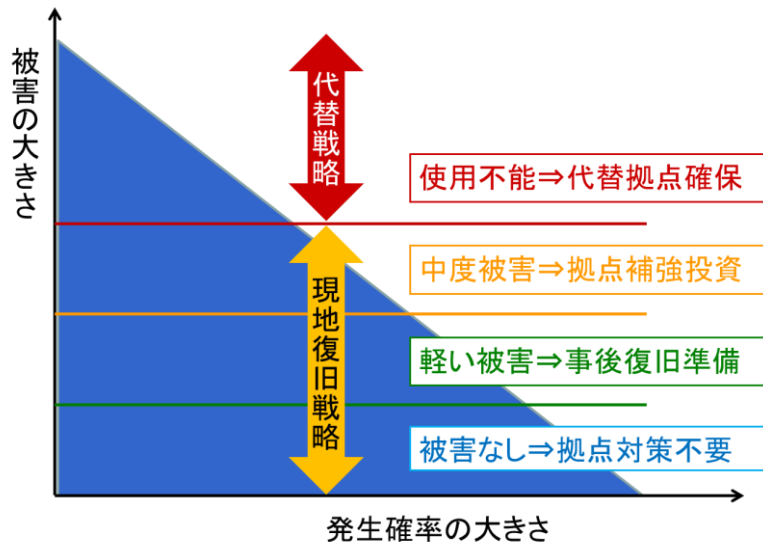 被害の大きさ
代替戦略
使用不能⇒代替拠点確保
中度被害⇒拠点補強投資
現地復旧戦略
軽い被害⇒事後復旧準備
被害なし⇒拠点対策不要
発生確率の大きさ